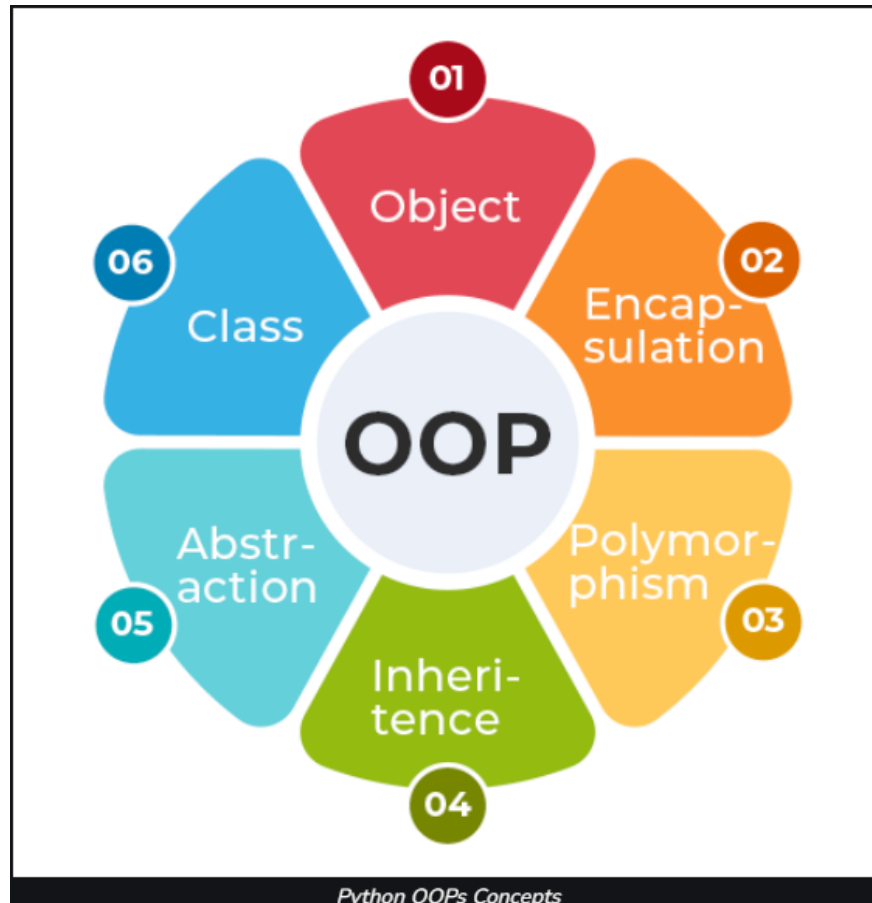 01
Object
02
Encap-
sulation
Polymor-
phism
03
Inheri-
tence
04
Abstr-
action
05
06
Class
OOP
Python OOPs Concepts